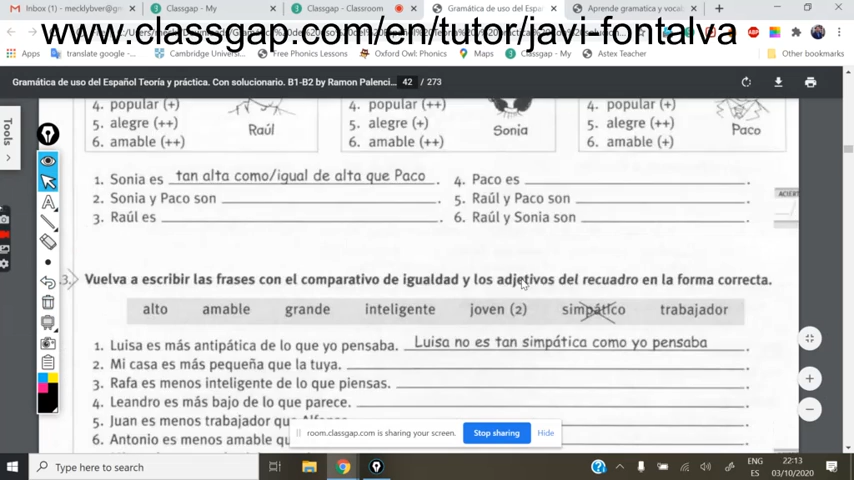 Inbox (1) - mecklybver@gmail
Classgap - My
Classgap - Classroom
Gramática de uso del Espa
Aprende gramatica y vocal
www.classgap.com/en/tutor/javi-fontalva
Apps
translate google -...
Cambridge Univers...
Free Phonics Lessons
Oxford Owl: Phonics
Maps
Classgap - My
Astex Teacher
Other bookmarks
Gramática de uso del Español Teoría y práctica. Con solucionario. B1-B2 by Ramon Palenci...
42 / 273
Tools
4. popular (+)
5. alegre (++)
6. amable (++)
Raúl
4. popular (++)
5. alegre (+)
6. amable (++)
Sonia
4. popular (+)
5. alegre (++)
6. amable (+)
Paco
1. Sonia es tan alta como/igual de alta que Paco.
2. Sonia y Paco son .
3. Raúl es .
4. Paco es .
5. Raúl y Paco son .
6. Raúl y Sonia son .
ACIERT
3. Vuelva a escribir las frases con el comparativo de igualdad y los adjetivos del recuadro en la forma correcta.
alto amable grande inteligente joven (2) simpático trabajador
1. Luisa es más antipática de lo que yo pensaba. Luisa no es tan simpática como yo pensaba.
2. Mi casa es más pequeña que la tuya. .
3. Rafa es menos inteligente de lo que piensas. .
4. Leandro es más bajo de lo que parece. .
5. Juan es menos trabajador que
6. Antonio es menos amable qu
room.classgap.com is sharing your screen.
Stop sharing
Hide
Type here to search
ENG
ES
22:13
03/10/2020